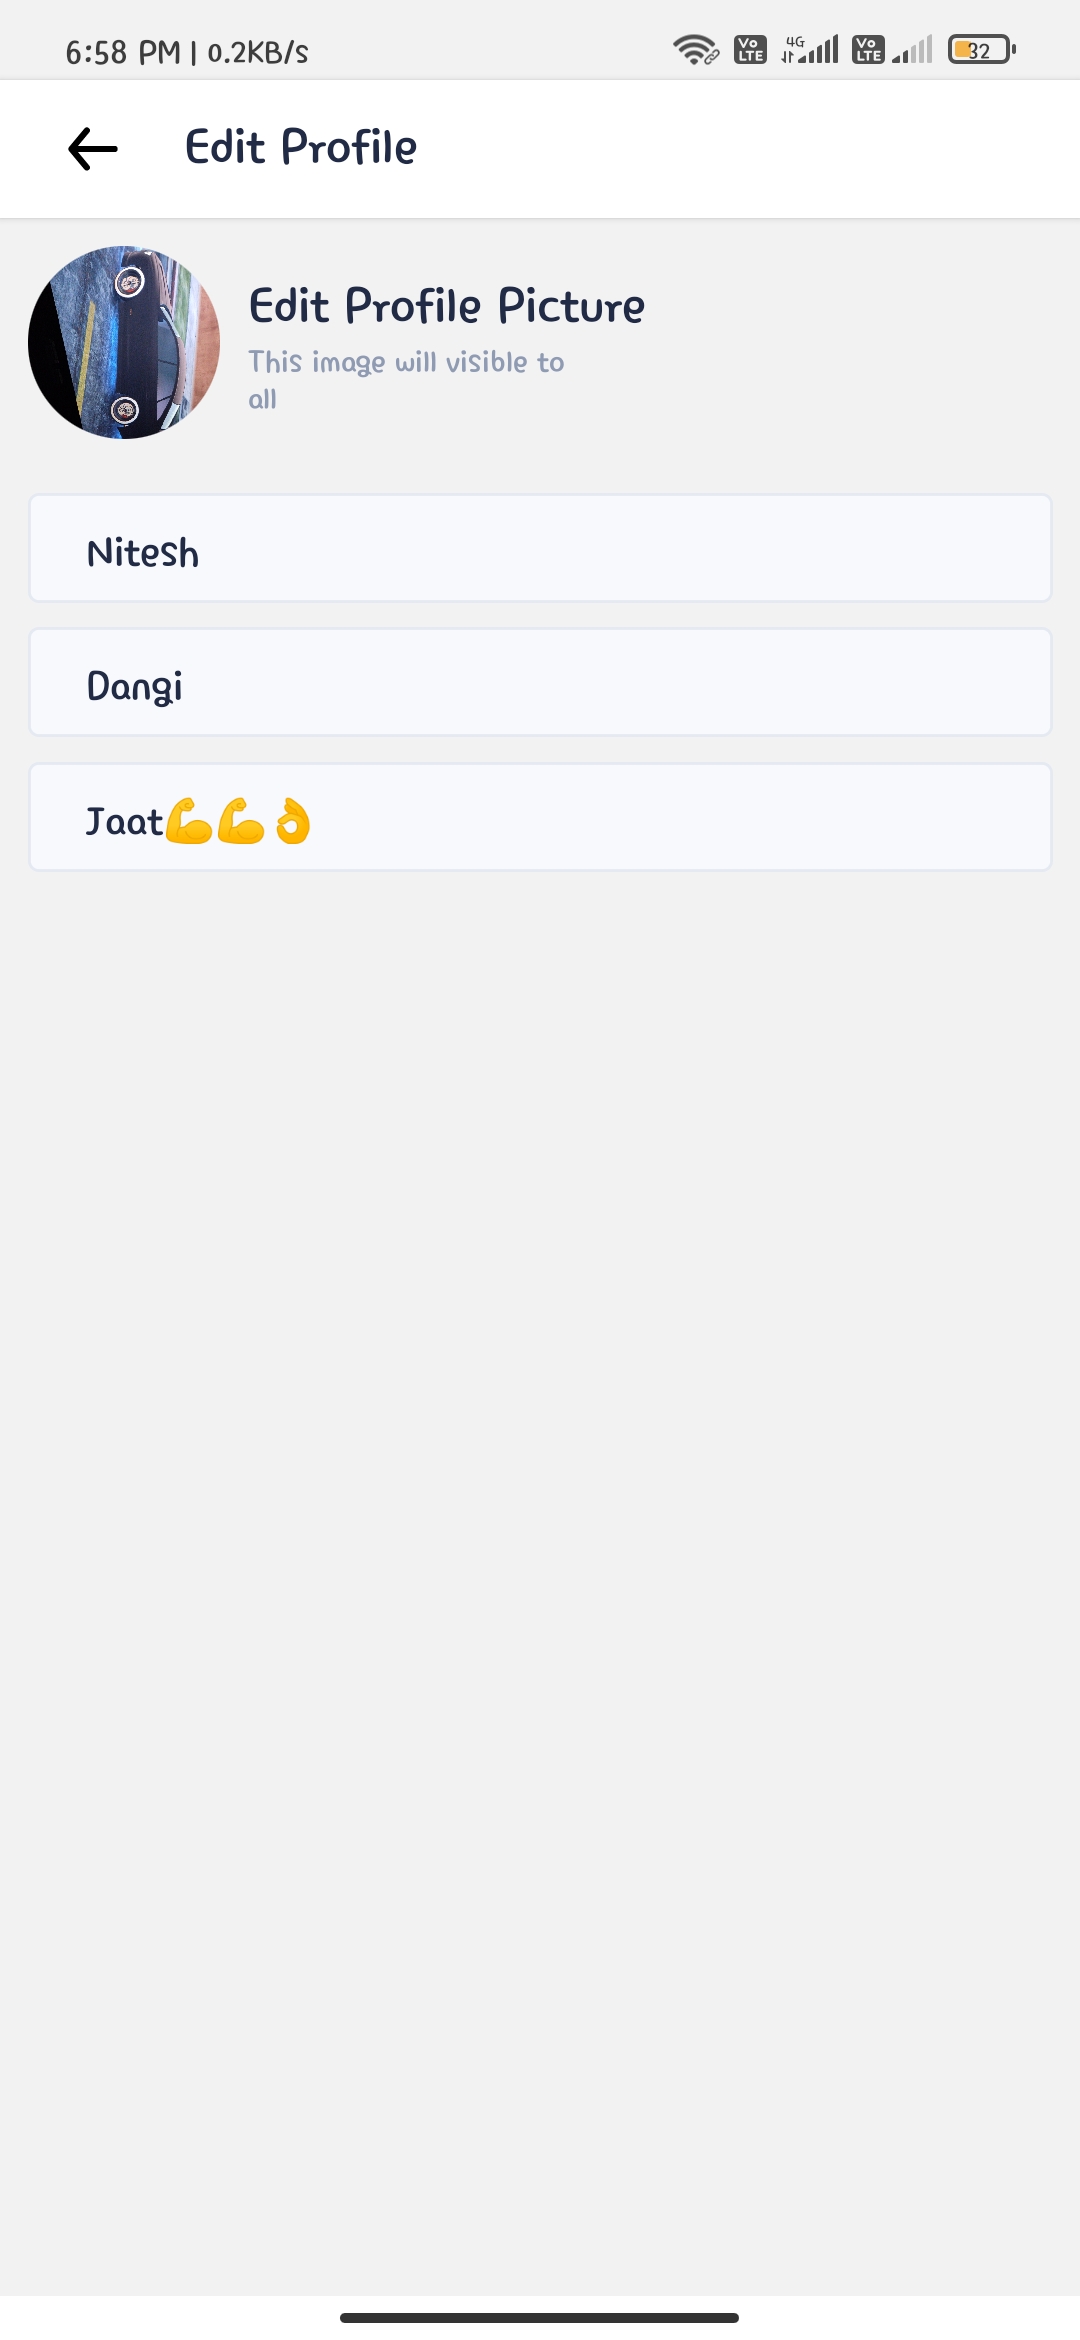 6:58 PM | 0.2KB/s Vo LTE 4G Vo LTE 32
Edit Profile
Edit Profile Picture
This image will visible to
all
Nitesh
Dangi
Jaat💪💪👌